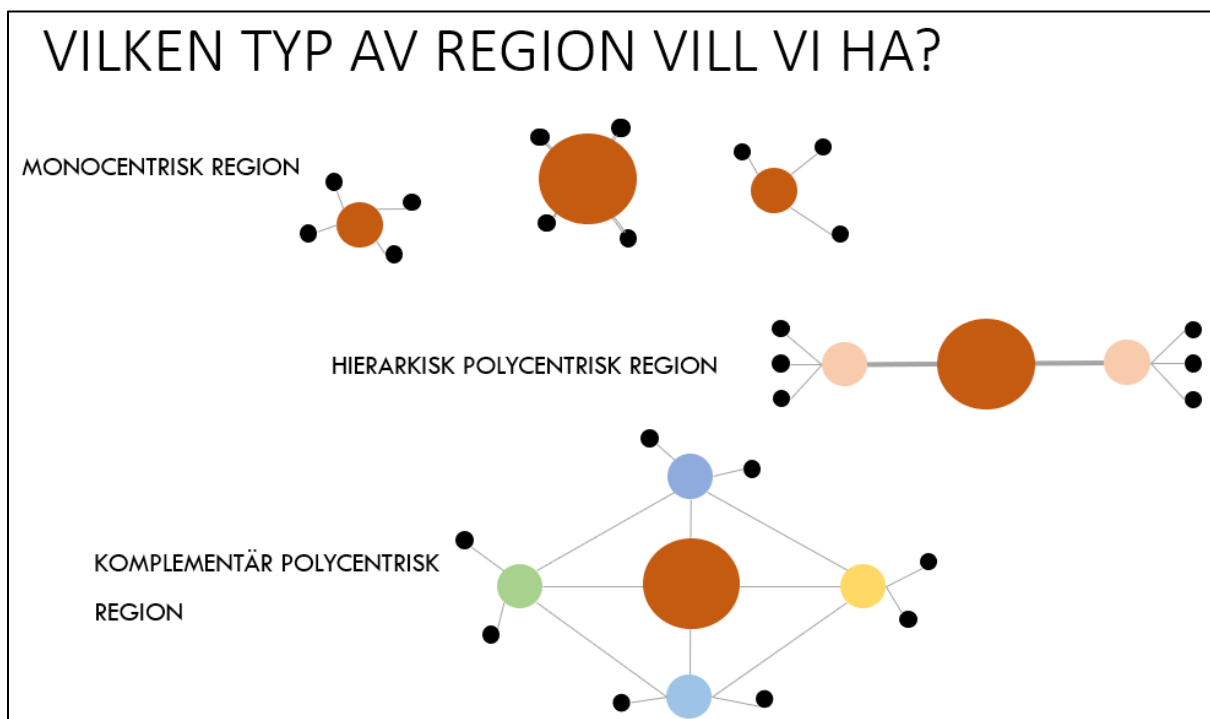 VILKEN TYP AV REGION VILL VI HA?
MONOCENTRISK REGION
HIERARKISK POLYCENTRISK REGION
KOMPLEMENTÄR POLYCENTRISK
REGION